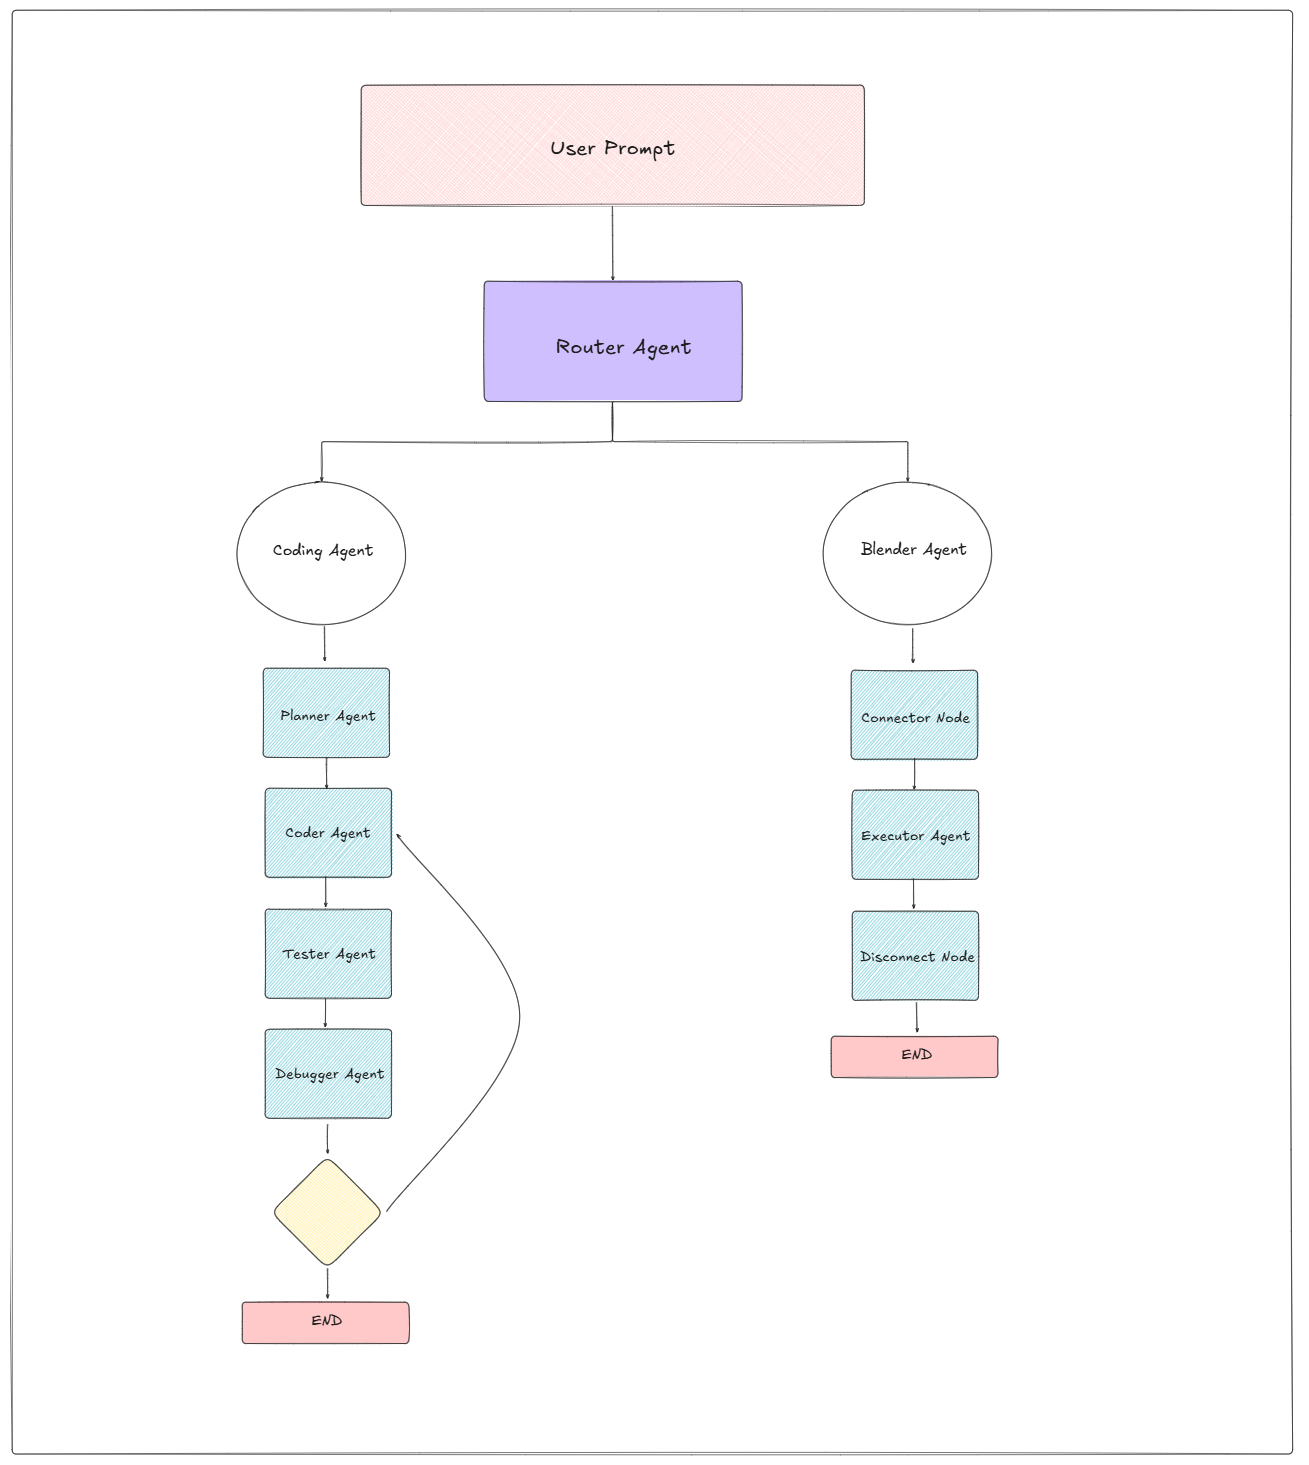 User Prompt
Router Agent
Coding Agent
Blender Agent
Planner Agent
Connector Node
Coder Agent
Executor Agent
Tester Agent
Disconnect Node
Debugger Agent
END
END